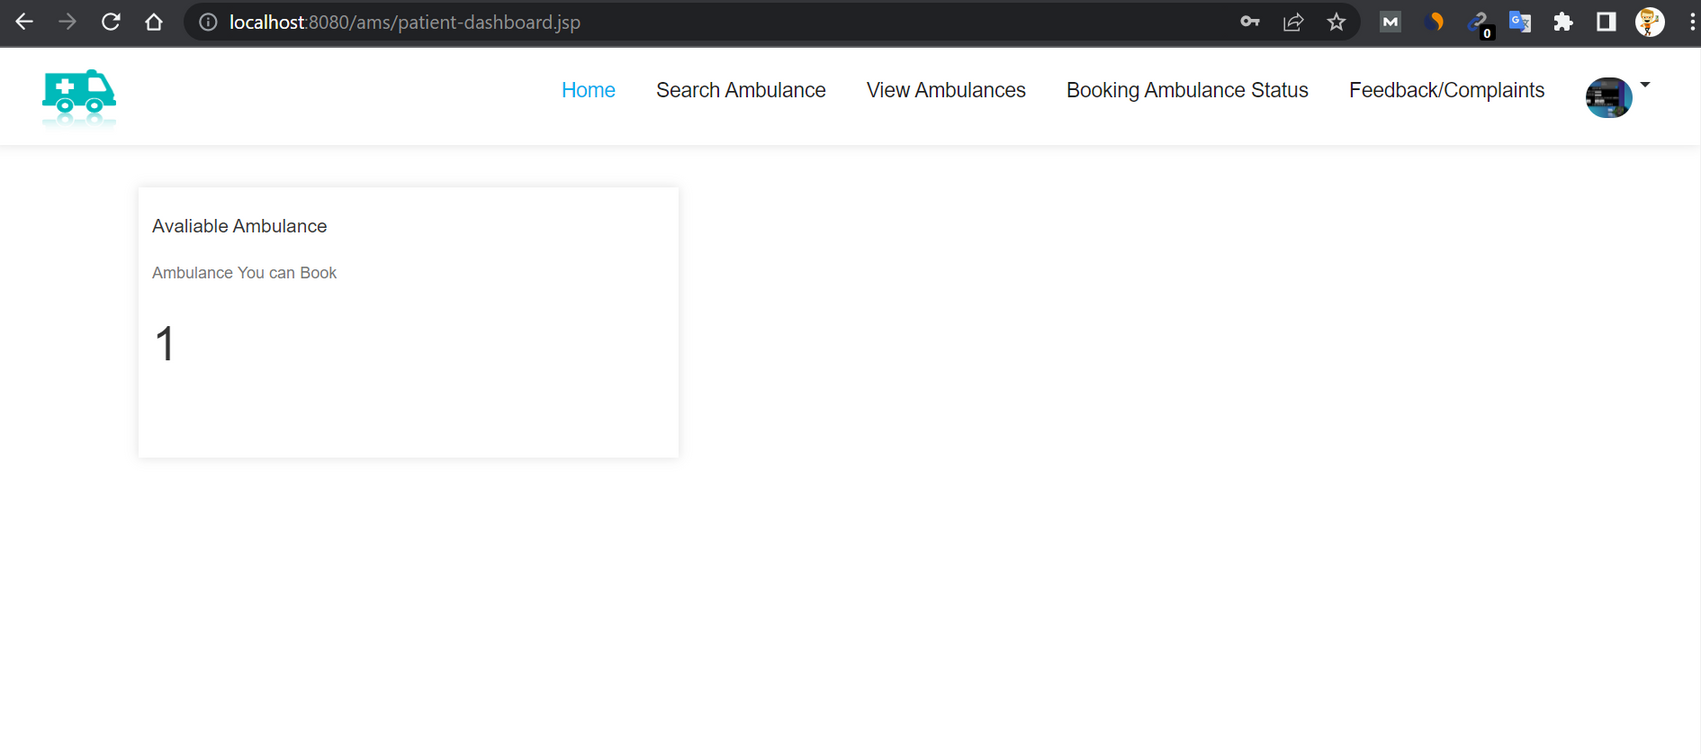 localhost:8080/ams/patient-dashboard.jsp
0
Home Search Ambulance View Ambulances Booking Ambulance Status Feedback/Complaints
Avaliable Ambulance
Ambulance You can Book
1